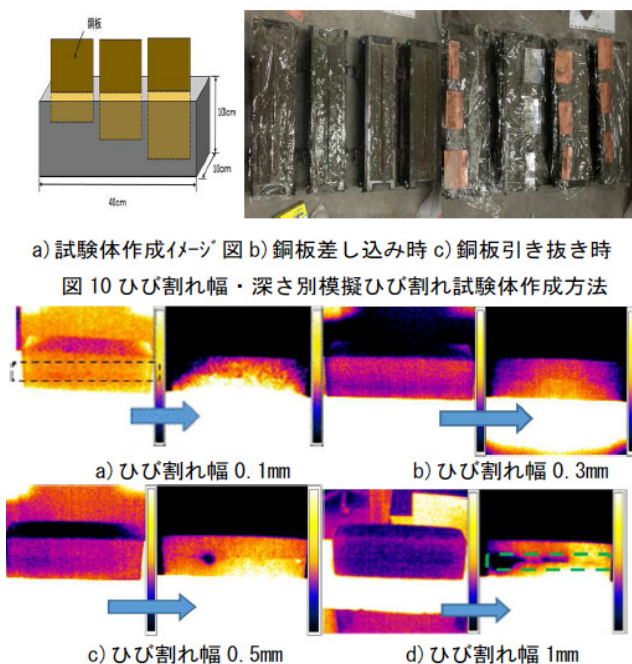 銅板
10cm
10cm
40cm
a)試験体作成ｲﾒｰｼﾞ図 b)銅板差し込み時 c)銅板引き抜き時
図 10 ひび割れ幅・深さ別模擬ひび割れ試験体作成方法
a)ひび割れ幅 0.1mm
b)ひび割れ幅 0.3mm
c)ひび割れ幅 0.5mm
d)ひび割れ幅 1mm